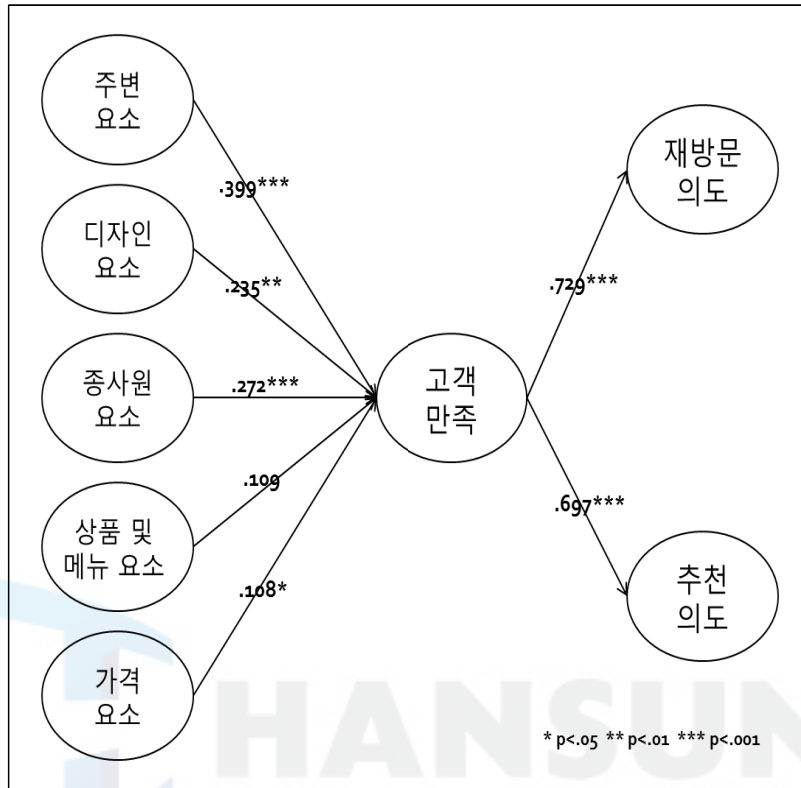 주변
요소
.399***
디자인
요소
.235**
종사원
요소
.272***
상품 및
메뉴 요소
.109
가격
요소
.108*
고객
만족
재방문
의도
.729***
.697***
추천
의도
* p<.05 ** p<.01 *** p<.001
HANSUN